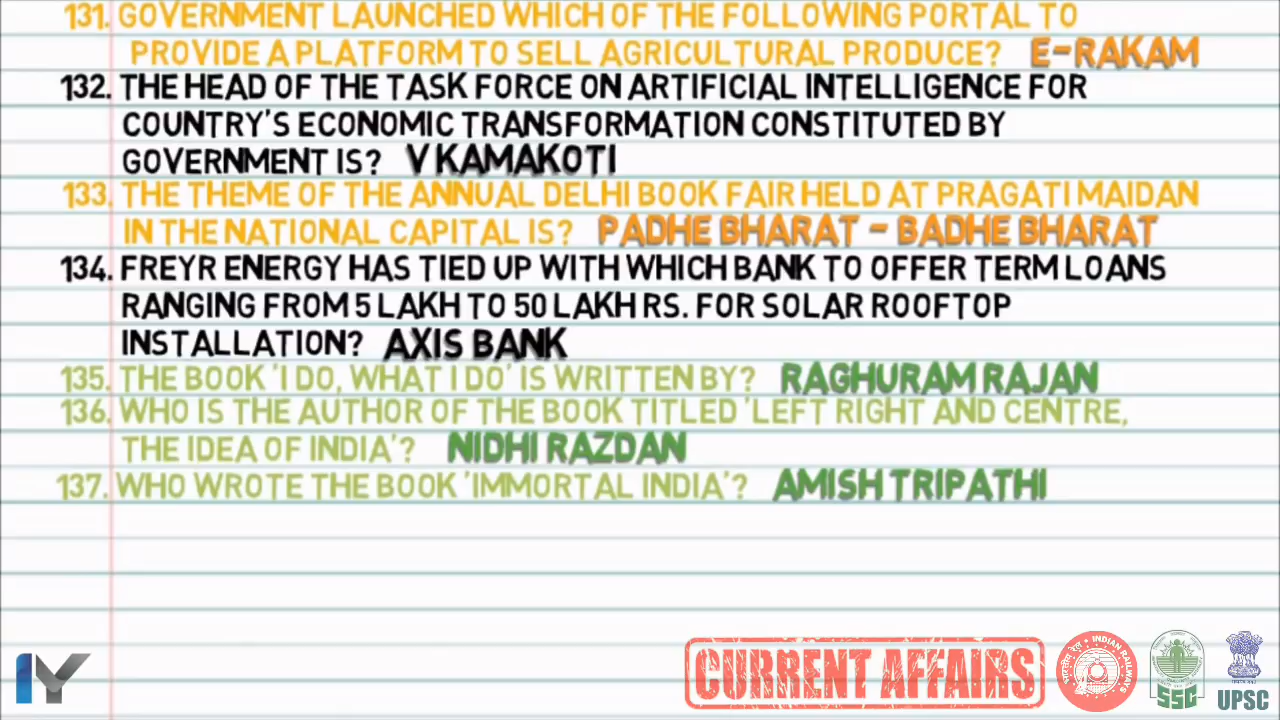 131. GOVERNMENT LAUNCHED WHICH OF THE FOLLOWING PORTAL TO
PROVIDE A PLATFORM TO SELL AGRICULTURAL PRODUCE? E-RAKAM
132. THE HEAD OF THE TASK FORCE ON ARTIFICIAL INTELLIGENCE FOR
COUNTRY'S ECONOMIC TRANSFORMATION CONSTITUTED BY
GOVERNMENT IS? V KAMAKOTI
133. THE THEME OF THE ANNUAL DELHI BOOK FAIR HELD AT PRAGATI MAIDAN
IN THE NATIONAL CAPITAL IS? PADHE BHARAT - BADHE BHARAT
134. FREYR ENERGY HAS TIED UP WITH WHICH BANK TO OFFER TERM LOANS
RANGING FROM 5 LAKH TO 50 LAKH RS. FOR SOLAR ROOFTOP
INSTALLATION? AXIS BANK
135. THE BOOK 'I DO, WHAT I DO' IS WRITTEN BY? RAGHURAM RAJAN
136. WHO IS THE AUTHOR OF THE BOOK TITLED 'LEFT RIGHT AND CENTRE,
THE IDEA OF INDIA'? NIDHI RAZDAN
137. WHO WROTE THE BOOK 'IMMORTAL INDIA'? AMISH TRIPATHI
IY
CURRENT AFFAIRS
INDIAN RAILWAYS
भारतीय रेल
SSC
UPSC